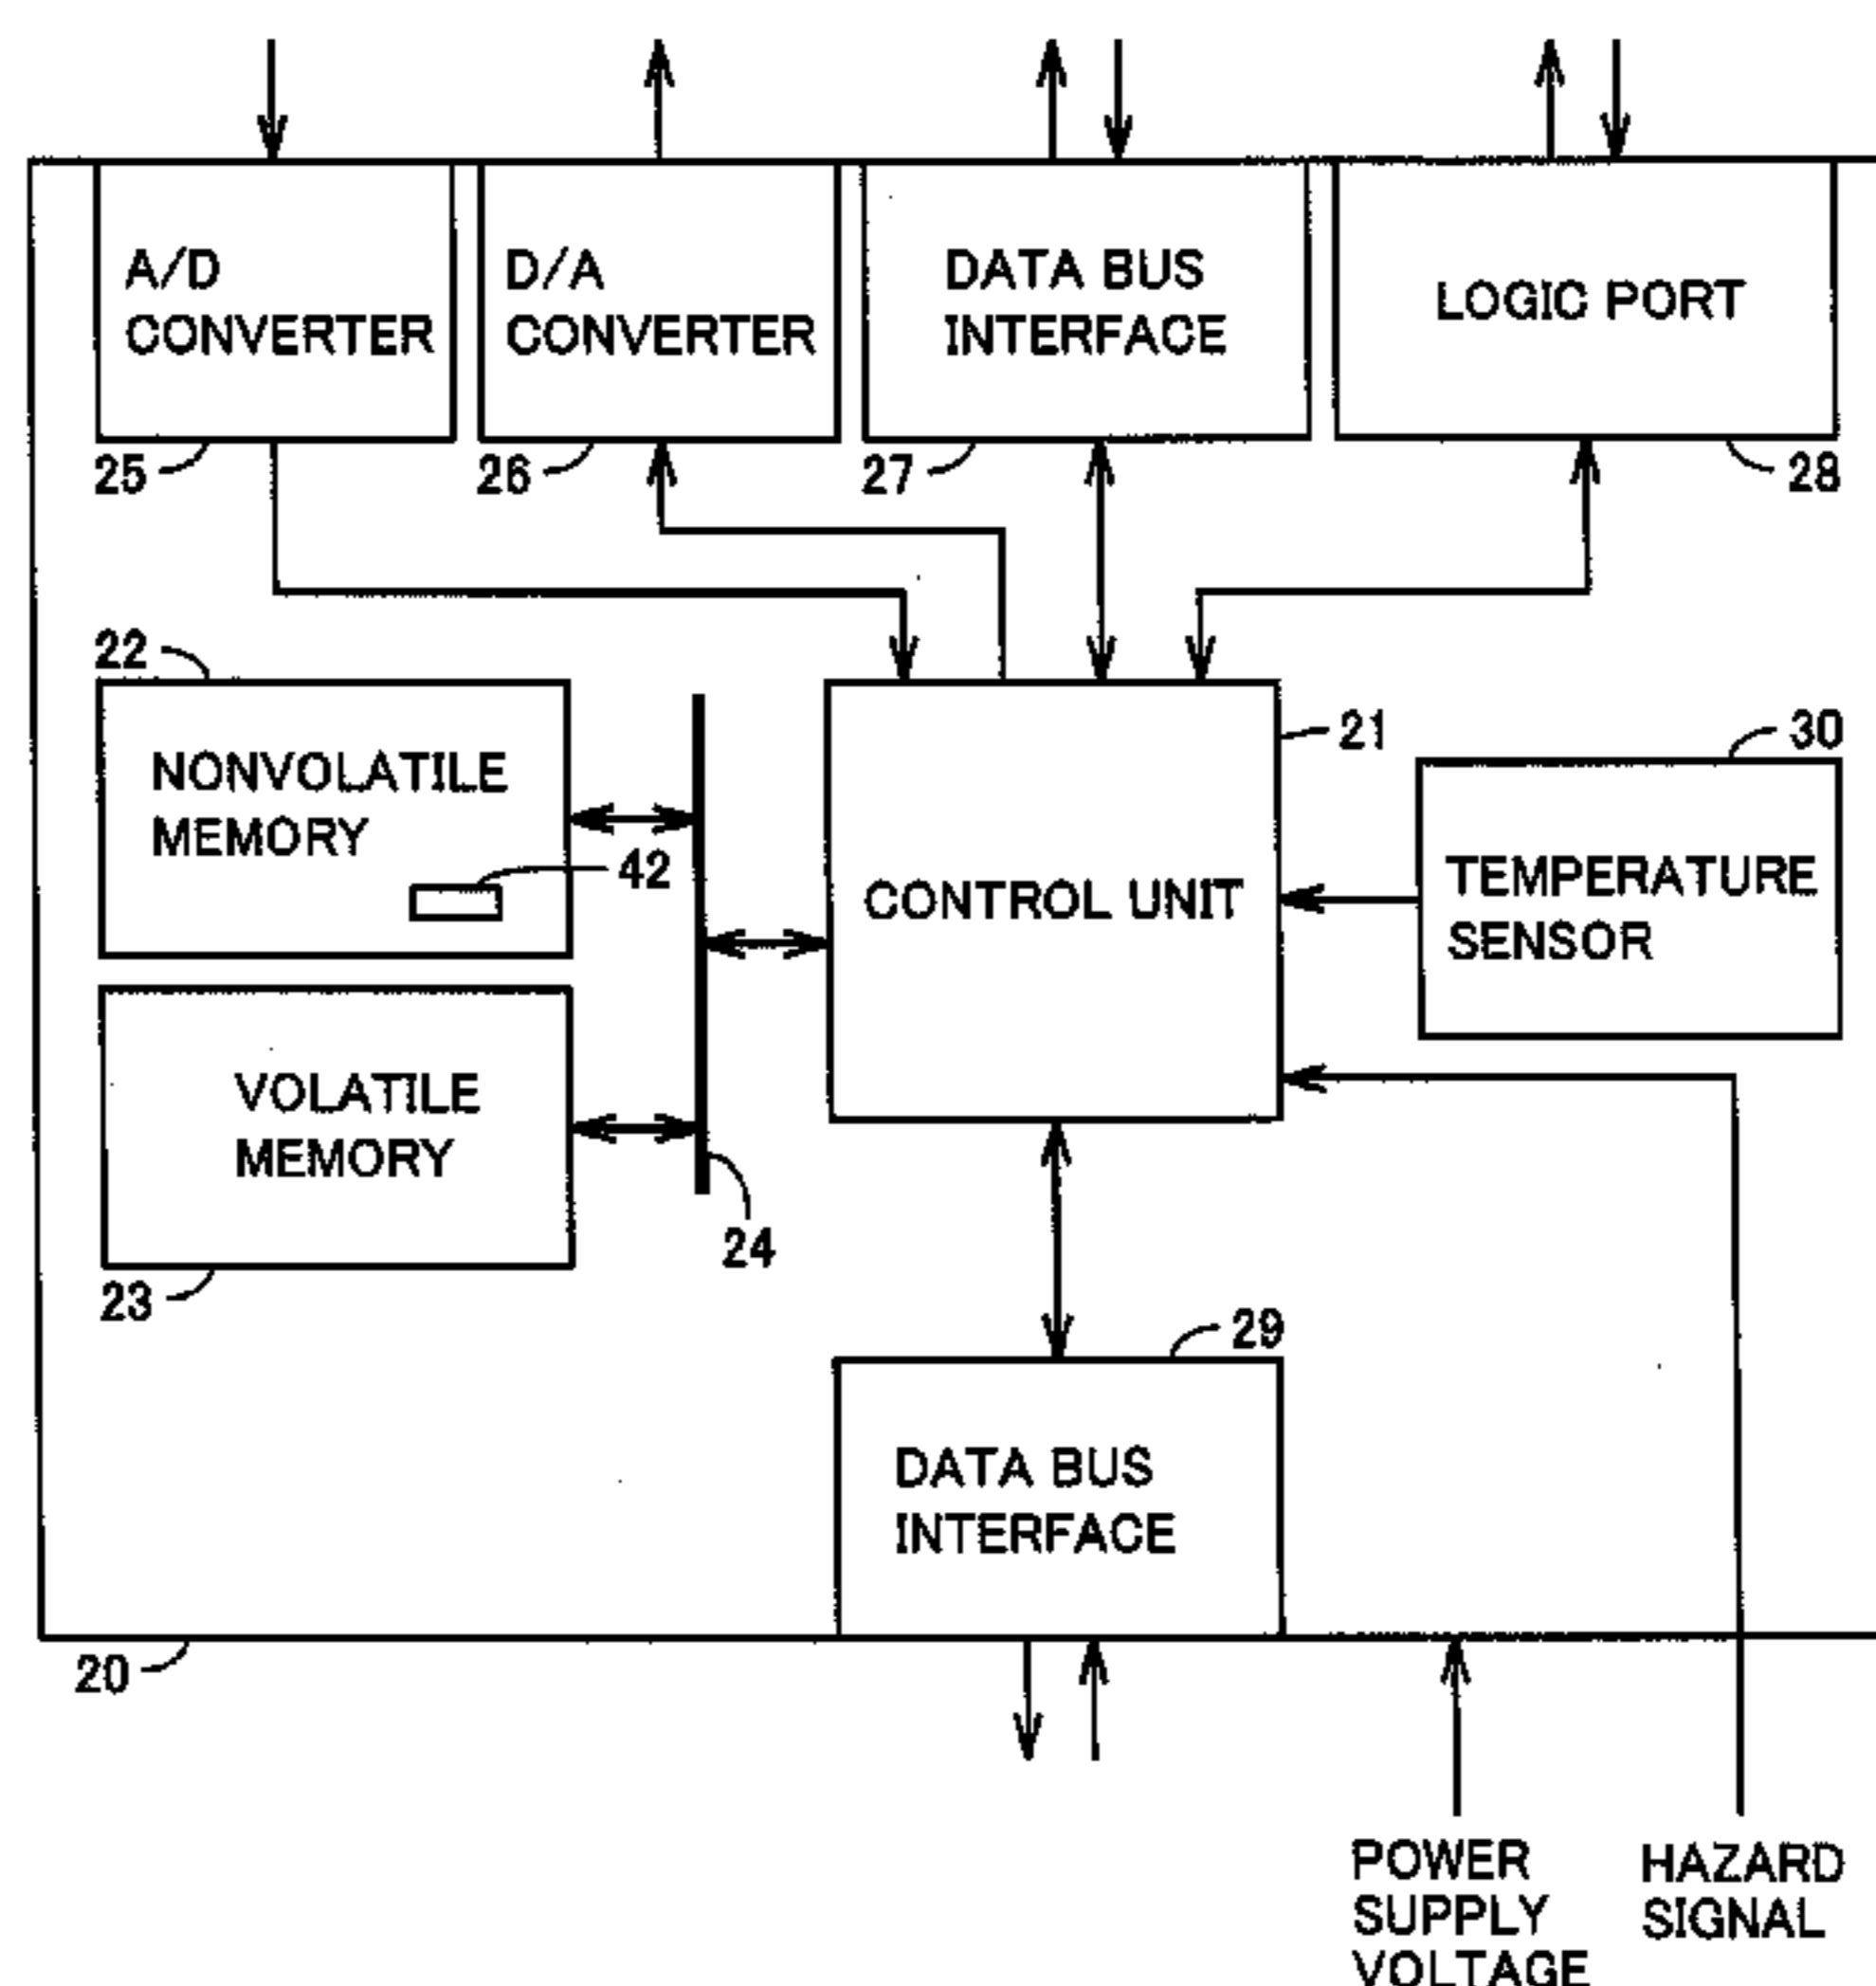 A/D
CONVERTER
D/A
CONVERTER
DATA BUS
INTERFACE
LOGIC PORT
25
26
27
28
22
NONVOLATILE
MEMORY
42
21
CONTROL UNIT
30
TEMPERATURE
SENSOR
VOLATILE
MEMORY
24
23
29
DATA BUS
INTERFACE
20
POWER
SUPPLY
VOLTAGE
HAZARD
SIGNAL